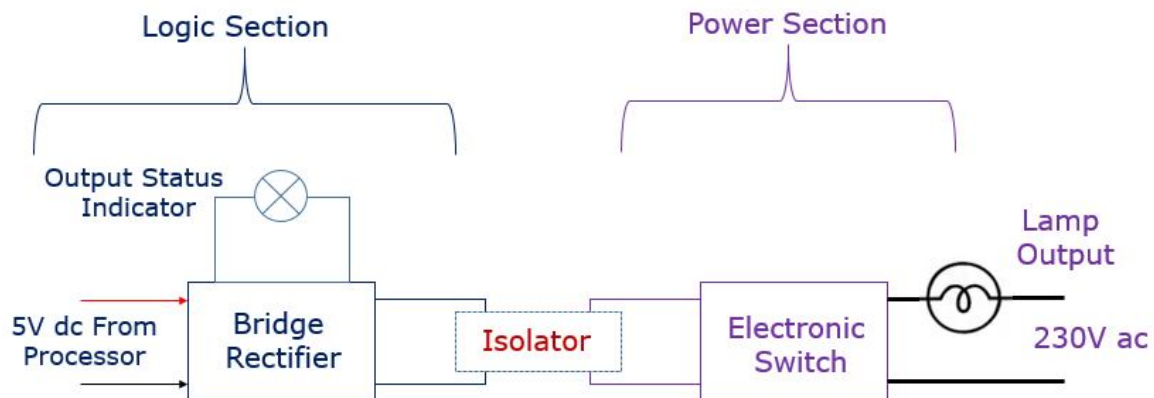 Logic Section
Power Section
Output Status
Indicator
Lamp
Output
5V dc From
Processor
Bridge
Rectifier
Isolator
Electronic
Switch
230V ac